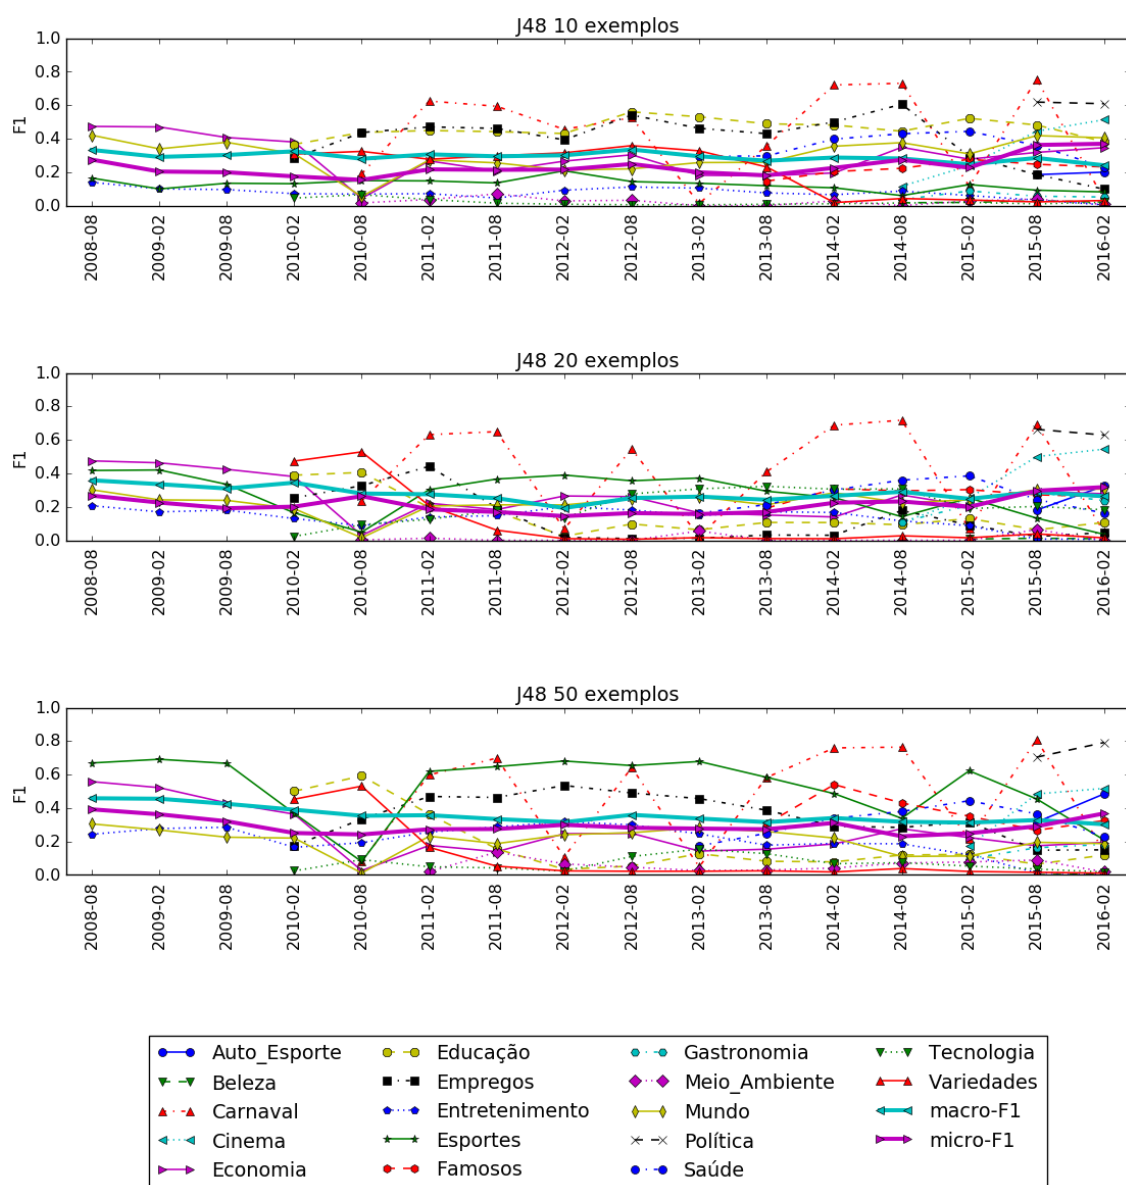 J48 10 exemplos
1.0
0.8
0.6
0.4
0.2
0.0
F1
2008-08 2009-02 2009-08 2010-02 2010-08 2011-02 2011-08 2012-02 2012-08 2013-02 2013-08 2014-02 2014-08 2015-02 2015-08 2016-02
J48 20 exemplos
1.0
0.8
0.6
0.4
0.2
0.0
F1
2008-08 2009-02 2009-08 2010-02 2010-08 2011-02 2011-08 2012-02 2012-08 2013-02 2013-08 2014-02 2014-08 2015-02 2015-08 2016-02
J48 50 exemplos
1.0
0.8
0.6
0.4
0.2
0.0
F1
2008-08 2009-02 2009-08 2010-02 2010-08 2011-02 2011-08 2012-02 2012-08 2013-02 2013-08 2014-02 2014-08 2015-02 2015-08 2016-02
Auto_Esporte
Beleza
Carnaval
Cinema
Economia
Educação
Empregos
Entretenimento
Esportes
Famosos
Gastronomia
Meio_Ambiente
Mundo
Política
Saúde
Tecnologia
Variedades
macro-F1
micro-F1